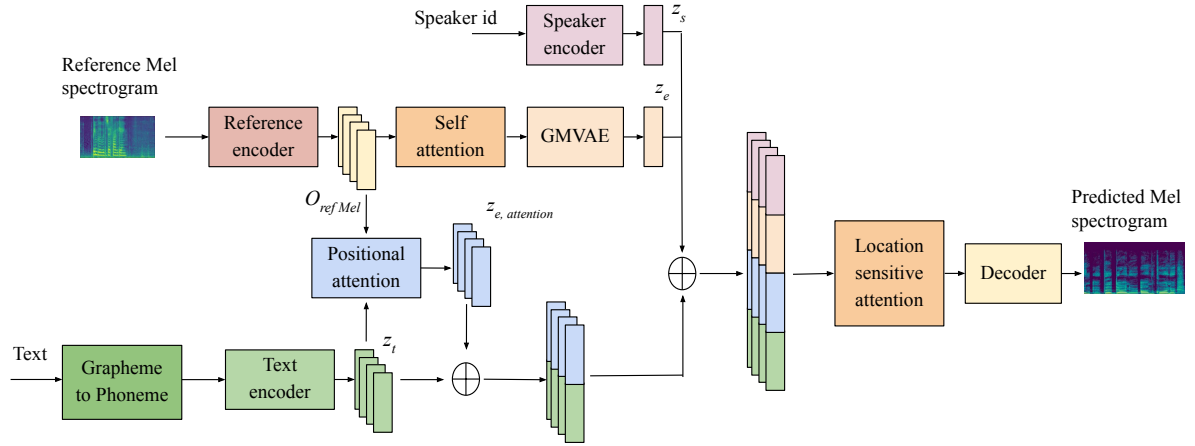 Speaker id
Speaker
encoder
z_s
Reference Mel
spectrogram
Reference
encoder
Self
attention
GMVAE
z_e
O_ref Mel
z_e, attention
Positional
attention
Predicted Mel
spectrogram
Location
sensitive
attention
Decoder
Text
Grapheme
to Phoneme
Text
encoder
z_t